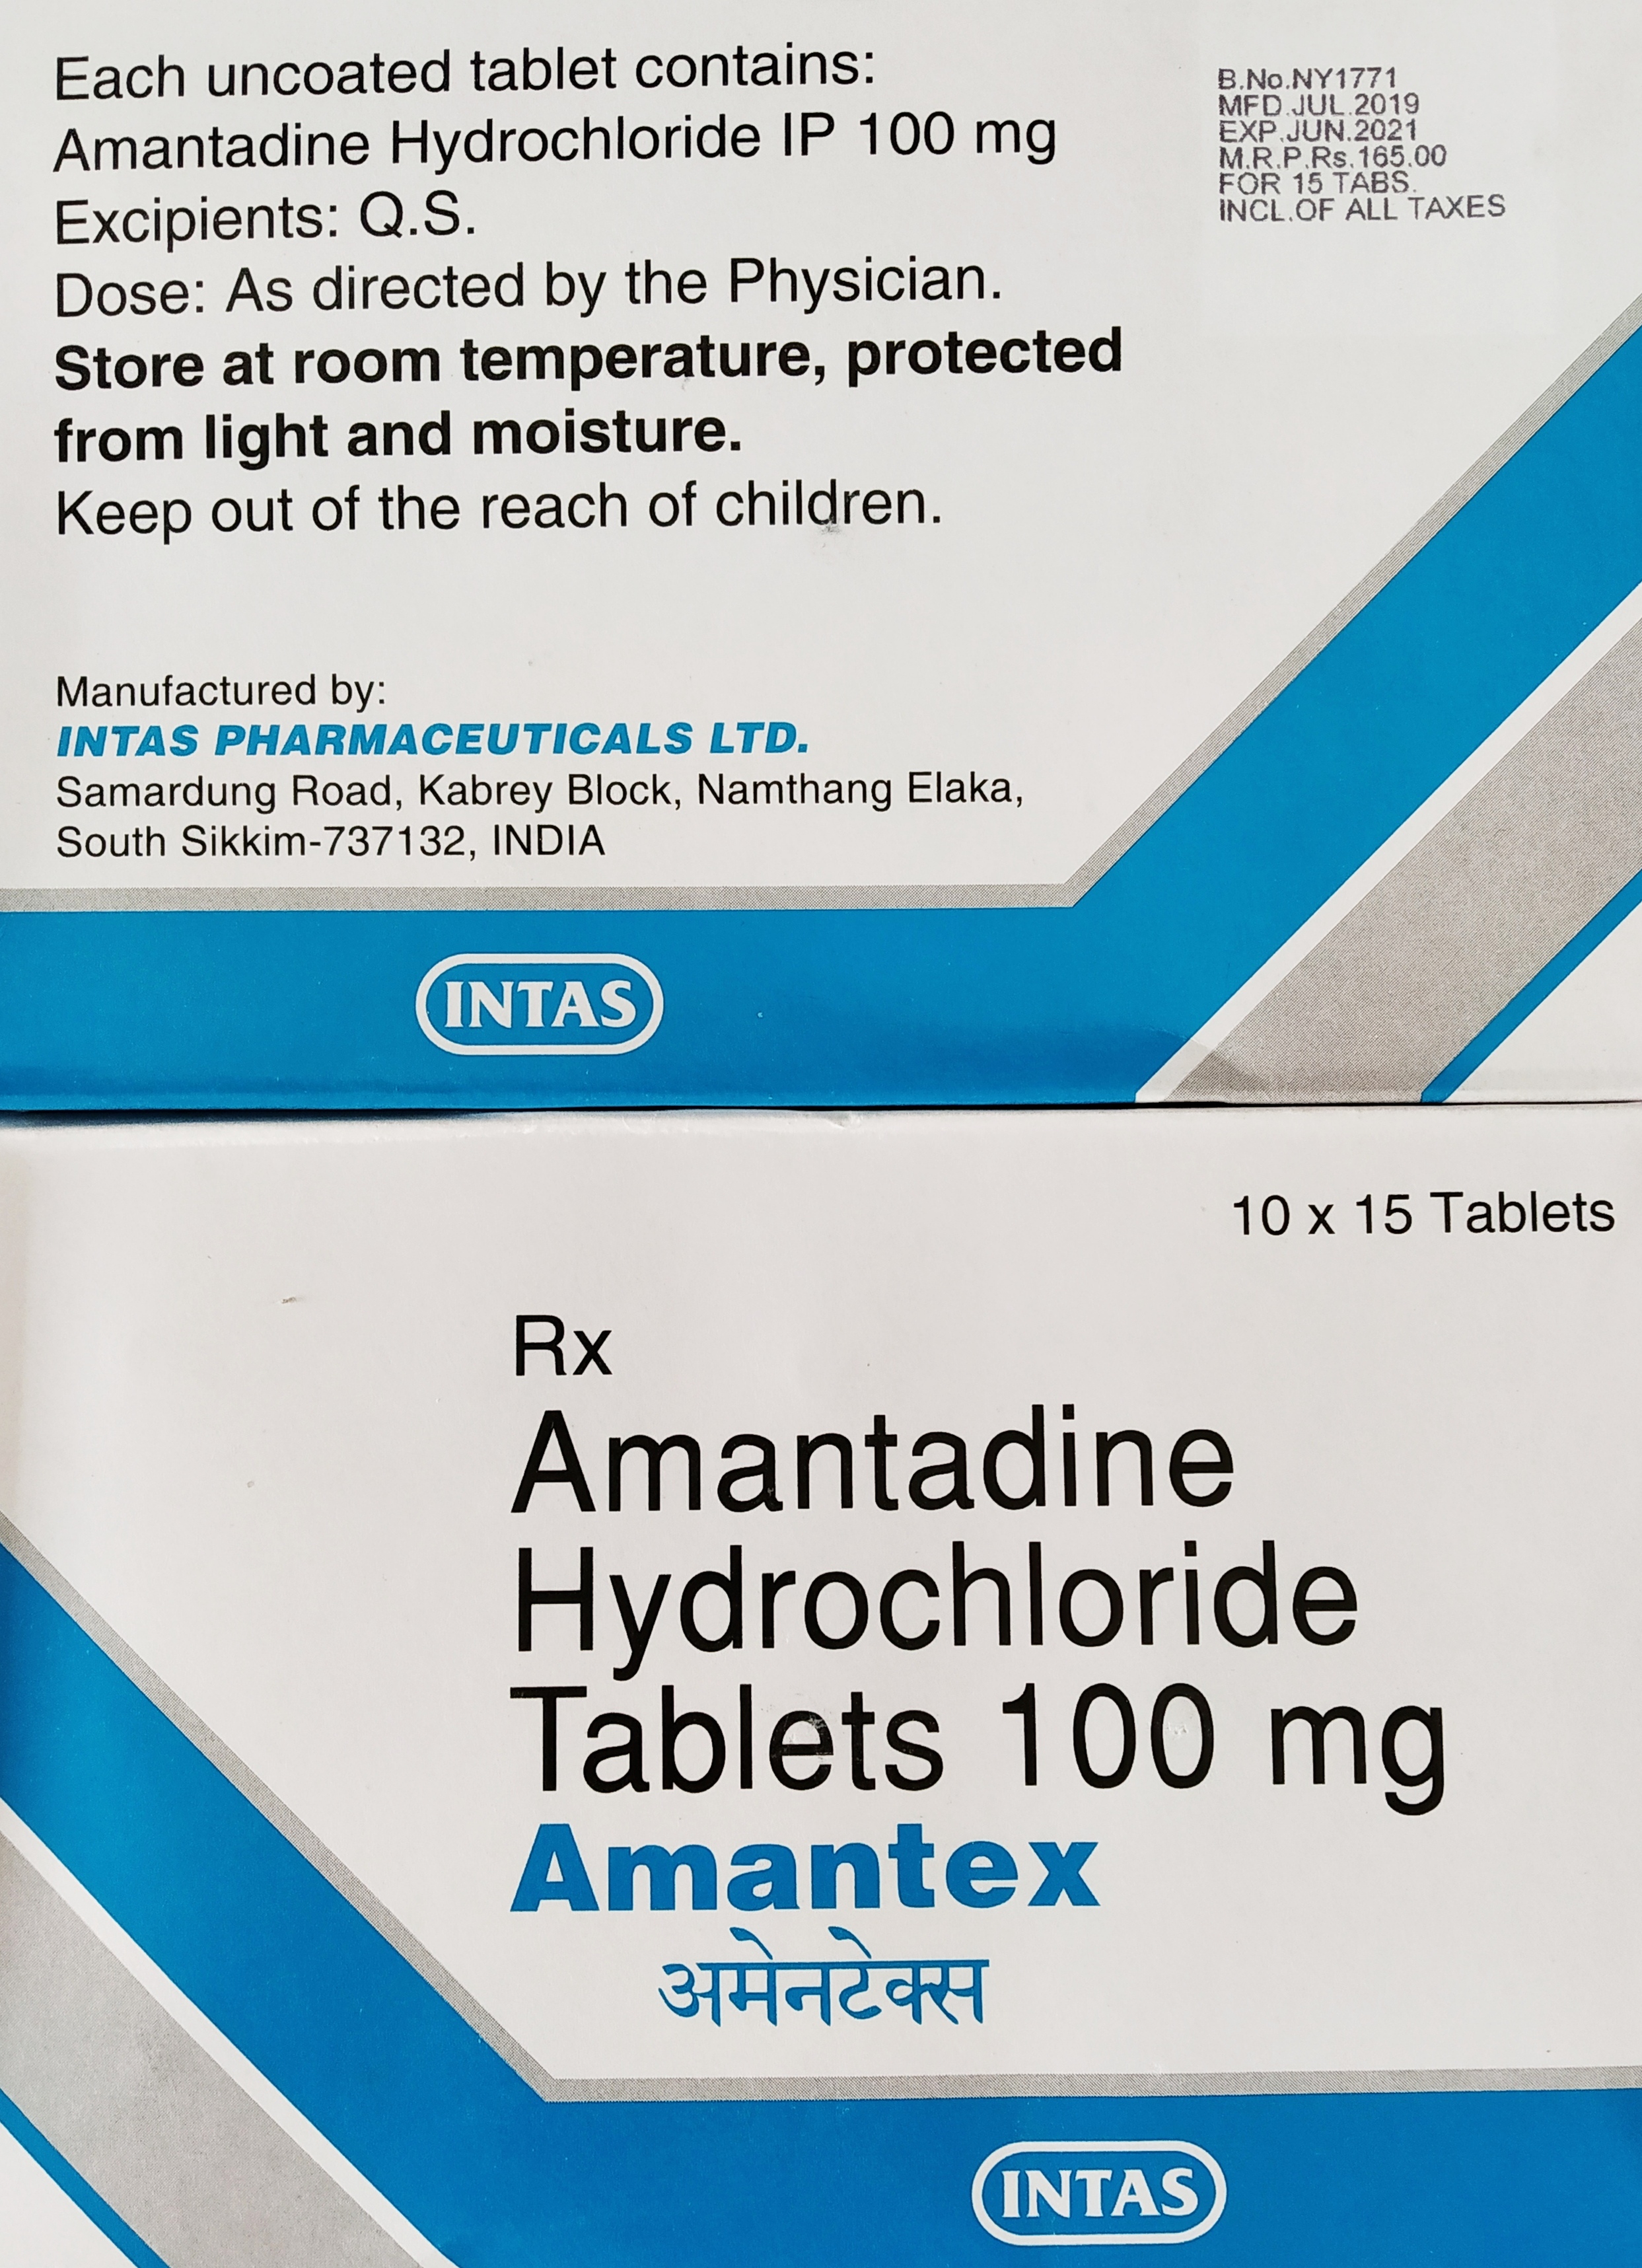 Each uncoated tablet contains:
Amantadine Hydrochloride IP 100 mg
Excipients: Q.S.
Dose: As directed by the Physician.
Store at room temperature, protected
from light and moisture.
Keep out of the reach of children.
B.No.NY1771
MFD.JUL.2019
EXP.JUN.2021
M.R.P.Rs.165.00
FOR 15 TABS.
INCL.OF ALL TAXES
Manufactured by:
INTAS PHARMACEUTICALS LTD.
Samardung Road, Kabrey Block, Namthang Elaka,
South Sikkim-737132, INDIA
INTAS
10 x 15 Tablets
Rx
Amantadine
Hydrochloride
Tablets 100 mg
Amantex
अमेनटेक्स
INTAS